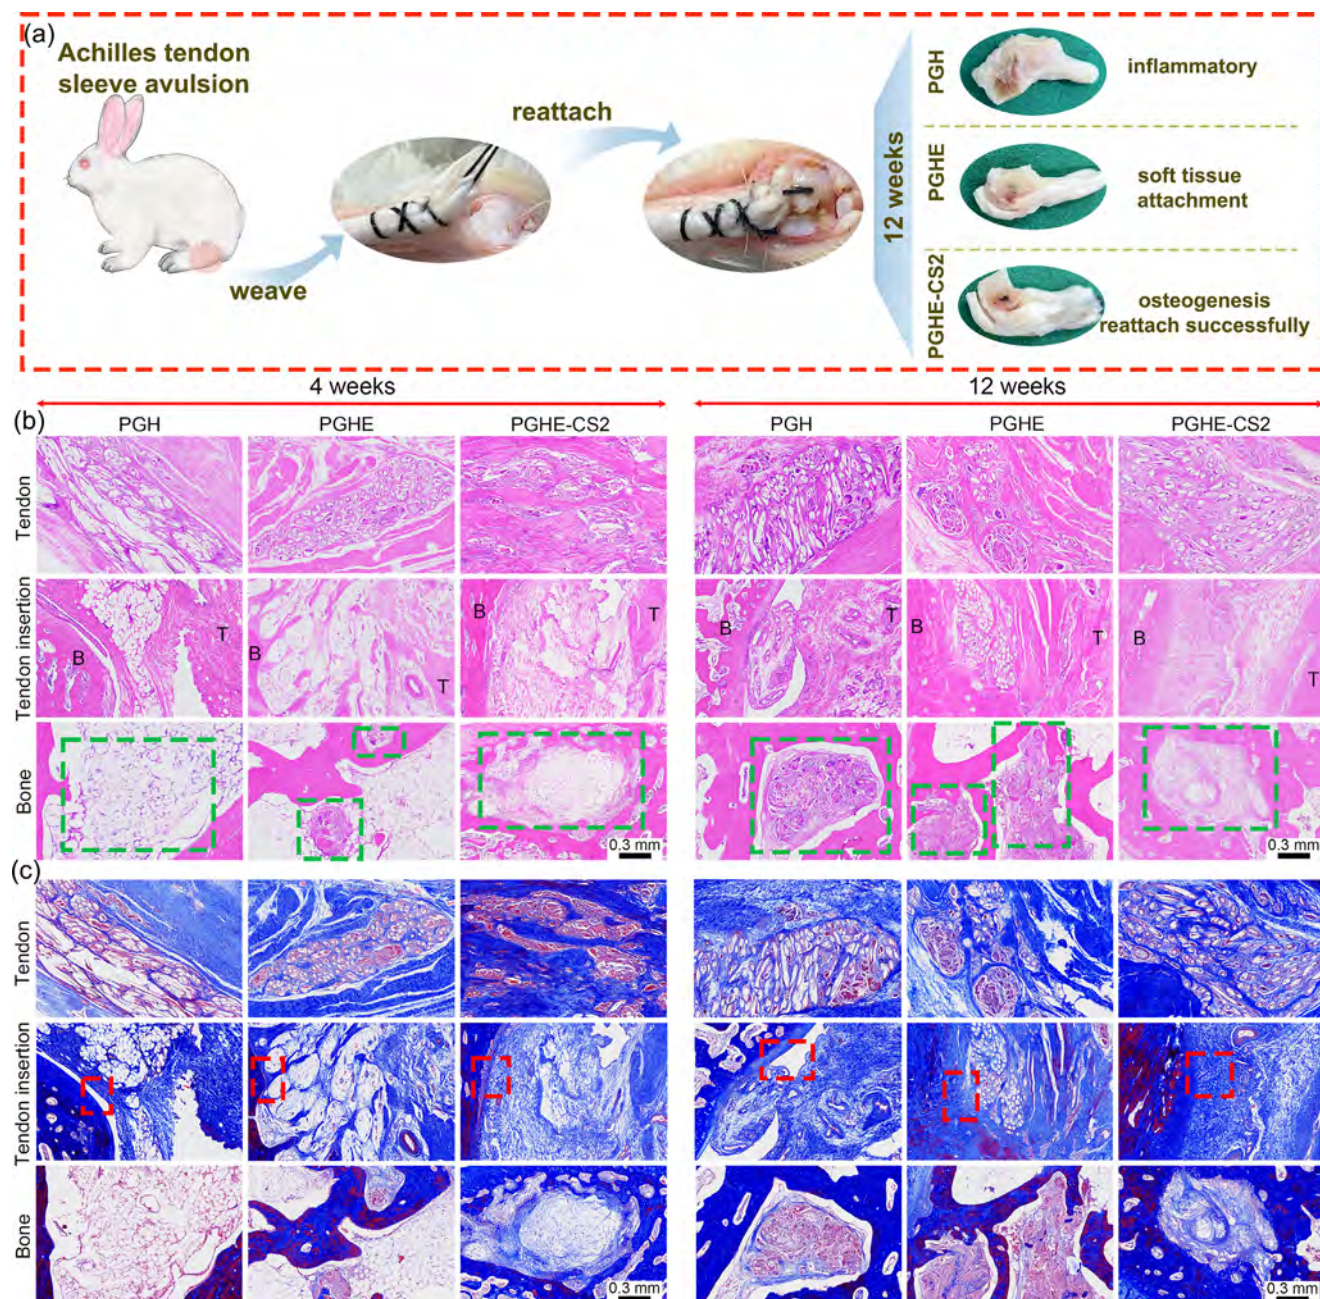 (a)
Achilles tendon
sleeve avulsion
weave
reattach
12 weeks
PGH
inflammatory
PGHE
soft tissue
attachment
PGHE-CS2
osteogenesis
reattach successfully
4 weeks
12 weeks
(b)
PGH
PGHE
PGHE-CS2
PGH
PGHE
PGHE-CS2
Tendon
Tendon insertion
B
T
B
T
B
T
B
T
B
T
B
T
Bone
0.3 mm
0.3 mm
(c)
Tendon
Tendon insertion
Bone
0.3 mm
0.3 mm